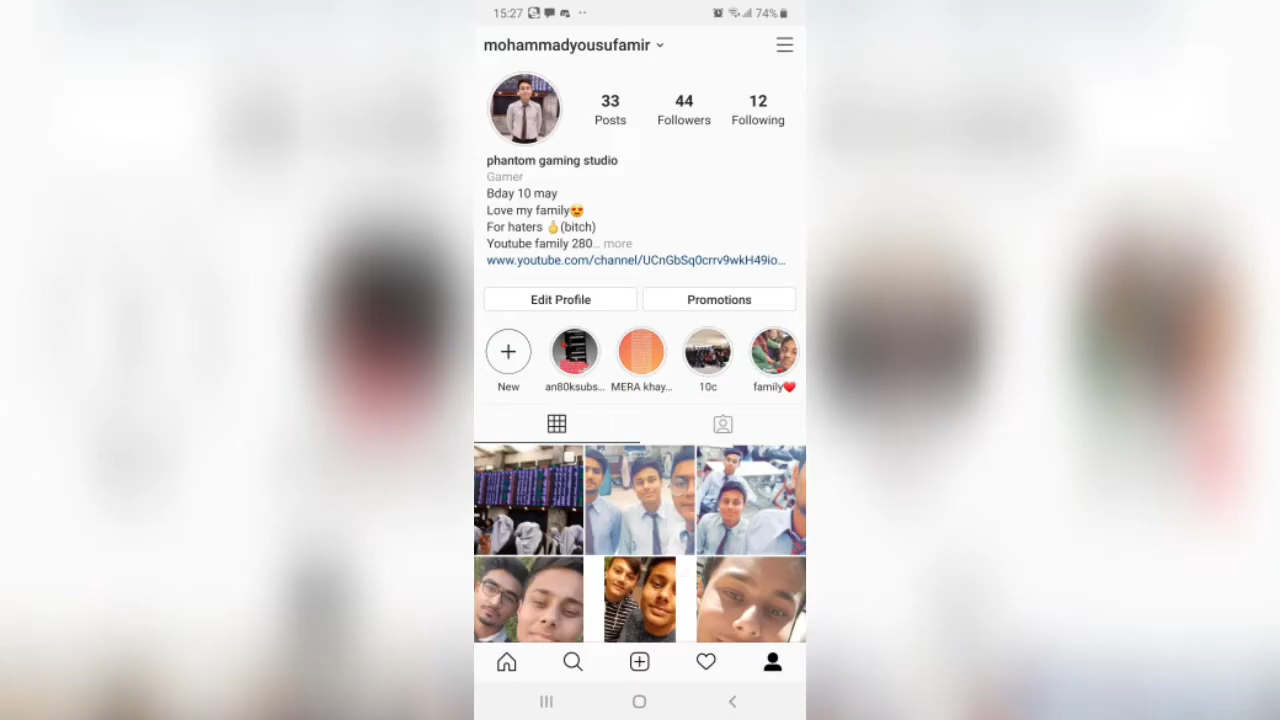 15:27 74%
mohammadyousufamir
33 44 12
Posts Followers Following
phantom gaming studio
Gamer
Bday 10 may
Love my family😍
For haters 🖕(bitch)
Youtube family 280... more
www.youtube.com/channel/UCnGbSq0crrv9wkH49io...
Edit Profile Promotions
New an80ksubs... MERA khay... 10c family❤️